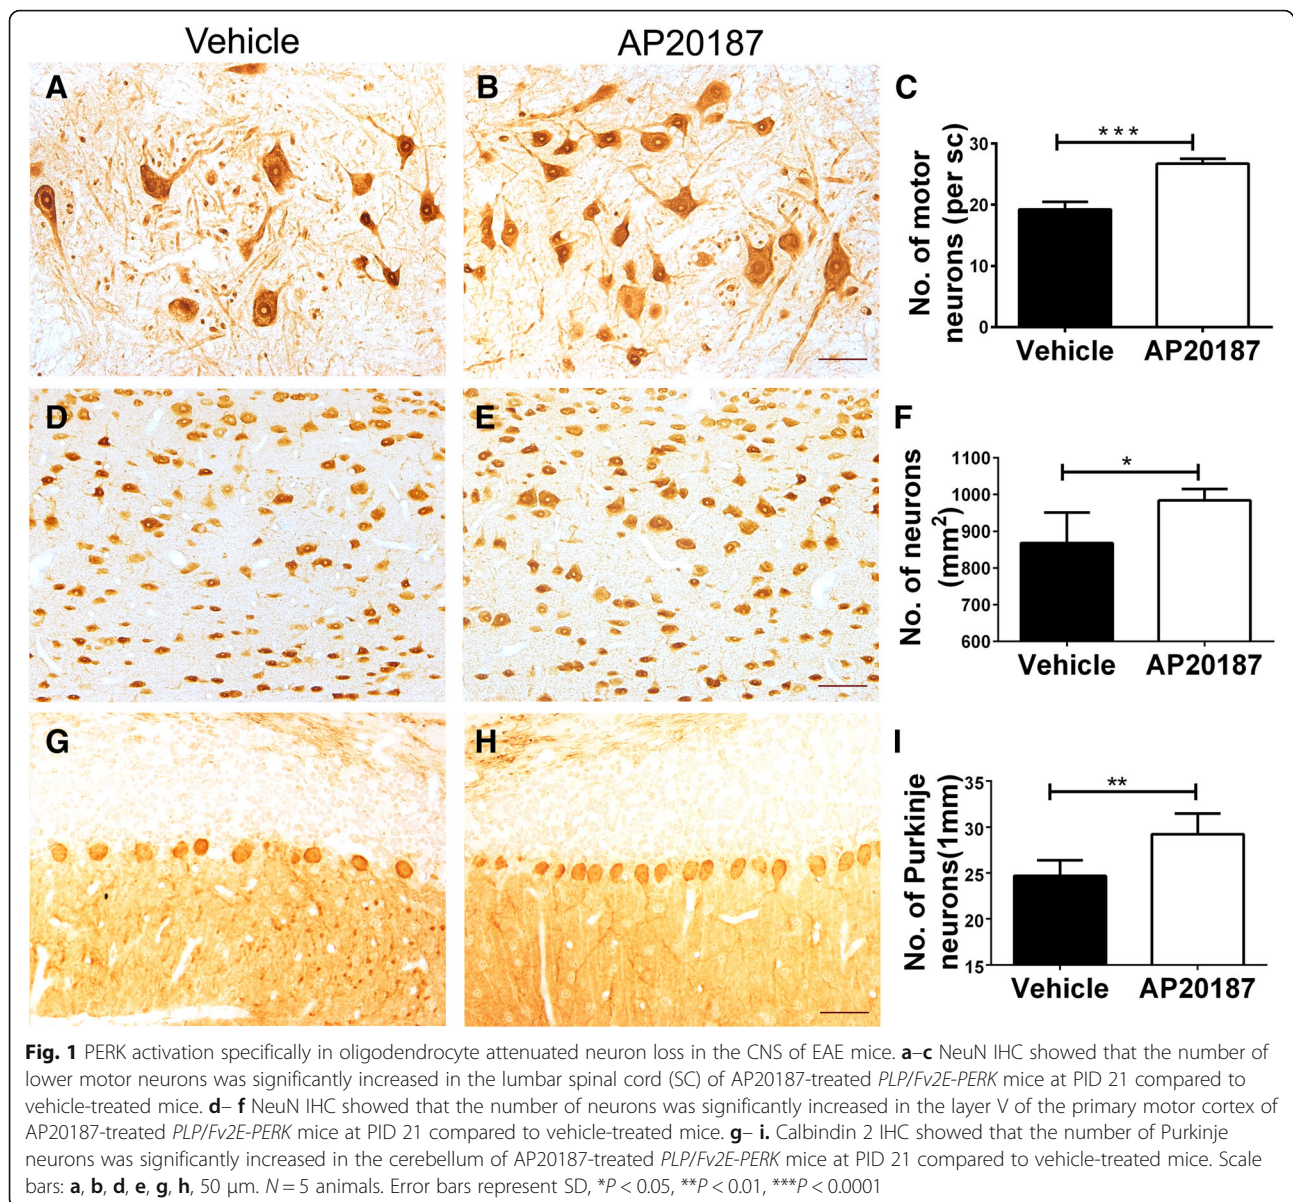 Vehicle
AP20187
A
B
C
***
No. of motor
neurons (per sc)
30
20
10
0
Vehicle AP20187
D
E
F
*
No. of neurons
(mm2)
1100
1000
900
800
700
600
Vehicle AP20187
G
H
I
**
No. of Purkinje
neurons(1mm)
35
30
25
20
15
Vehicle AP20187
Fig. 1 PERK activation specifically in oligodendrocyte attenuated neuron loss in the CNS of EAE mice. a–c NeuN IHC showed that the number of
lower motor neurons was significantly increased in the lumbar spinal cord (SC) of AP20187-treated PLP/Fv2E-PERK mice at PID 21 compared to
vehicle-treated mice. d– f NeuN IHC showed that the number of neurons was significantly increased in the layer V of the primary motor cortex of
AP20187-treated PLP/Fv2E-PERK mice at PID 21 compared to vehicle-treated mice. g– i. Calbindin 2 IHC showed that the number of Purkinje
neurons was significantly increased in the cerebellum of AP20187-treated PLP/Fv2E-PERK mice at PID 21 compared to vehicle-treated mice. Scale
bars: a, b, d, e, g, h, 50 μm. N = 5 animals. Error bars represent SD, *P < 0.05, **P < 0.01, ***P < 0.0001